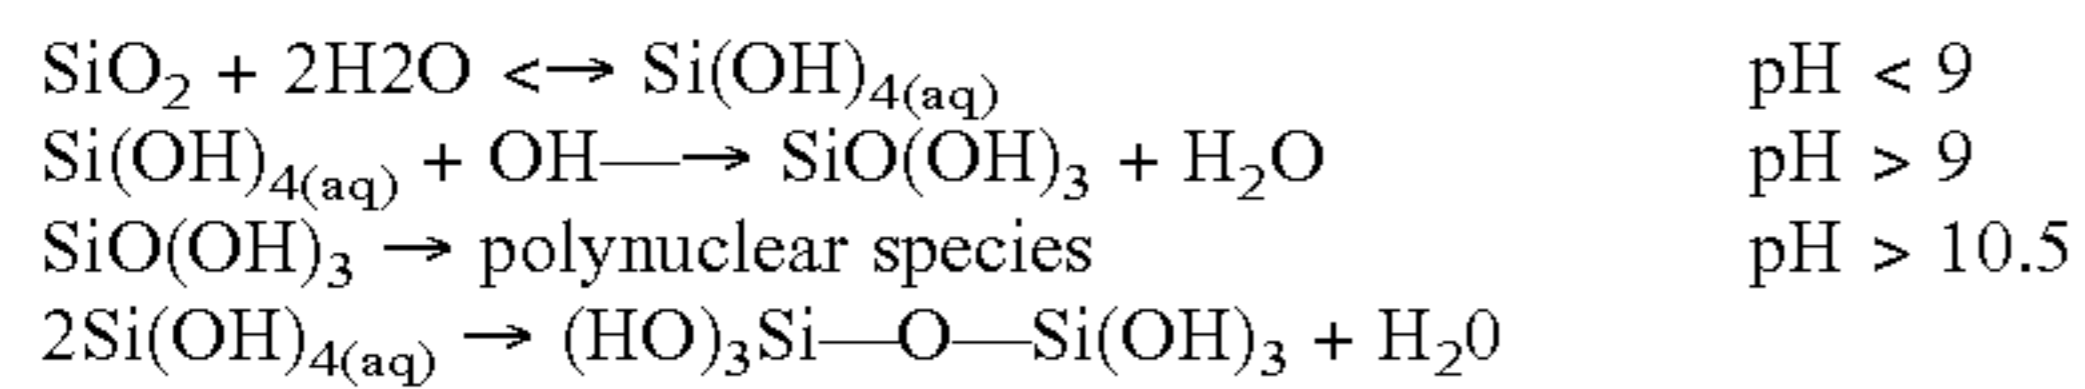 SiO₂ + 2H2O <→ Si(OH)₄₍aq₎ pH < 9
Si(OH)₄₍aq₎ + OH—→ SiO(OH)₃ + H₂O pH > 9
SiO(OH)₃ → polynuclear species pH > 10.5
2Si(OH)₄₍aq₎ → (HO)₃Si—O—Si(OH)₃ + H₂0